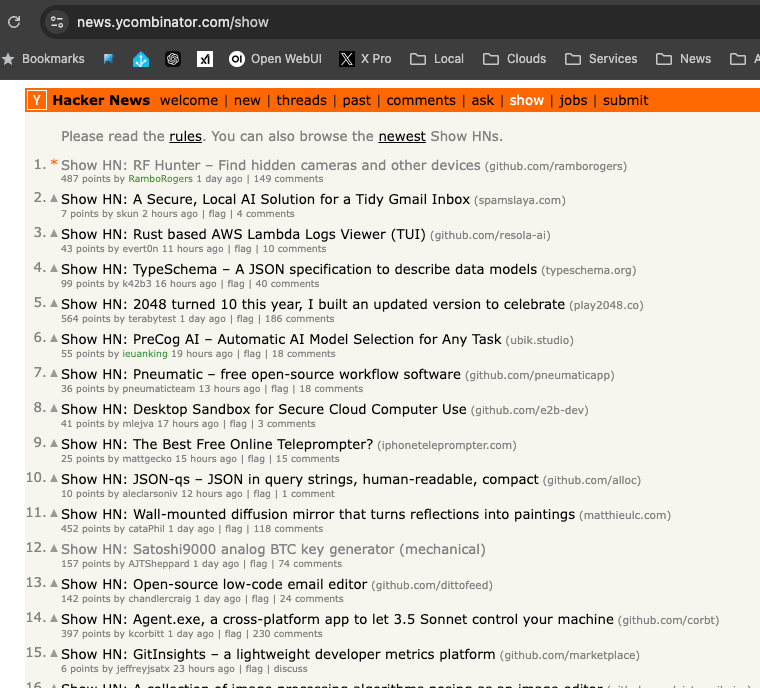 news.ycombinator.com/show
Bookmarks Open WebUI X Pro Local Clouds Services News A
Y Hacker News welcome | new | threads | past | comments | ask | show | jobs | submit
Please read the rules. You can also browse the newest Show HNs.
1. * Show HN: RF Hunter – Find hidden cameras and other devices (github.com/ramborogers)
487 points by RamboRogers 1 day ago | 149 comments
2. Show HN: A Secure, Local AI Solution for a Tidy Gmail Inbox (spamslaya.com)
7 points by skun 2 hours ago | flag | 4 comments
3. Show HN: Rust based AWS Lambda Logs Viewer (TUI) (github.com/resola-ai)
43 points by evert0n 11 hours ago | flag | 10 comments
4. Show HN: TypeSchema – A JSON specification to describe data models (typeschema.org)
99 points by k42b3 16 hours ago | flag | 40 comments
5. Show HN: 2048 turned 10 this year, I built an updated version to celebrate (play2048.co)
564 points by terabytest 1 day ago | flag | 186 comments
6. Show HN: PreCog AI – Automatic AI Model Selection for Any Task (ubik.studio)
55 points by ieuanking 19 hours ago | flag | 18 comments
7. Show HN: Pneumatic – free open-source workflow software (github.com/pneumaticapp)
36 points by pneumaticteam 13 hours ago | flag | 18 comments
8. Show HN: Desktop Sandbox for Secure Cloud Computer Use (github.com/e2b-dev)
41 points by mlejva 17 hours ago | flag | 3 comments
9. Show HN: The Best Free Online Teleprompter? (iphoneteleprompter.com)
25 points by mattgecko 15 hours ago | flag | 15 comments
10. Show HN: JSON-qs – JSON in query strings, human-readable, compact (github.com/alloc)
10 points by aleclarsoniv 12 hours ago | flag | 1 comment
11. Show HN: Wall-mounted diffusion mirror that turns reflections into paintings (matthieulc.com)
452 points by cataPhil 1 day ago | flag | 118 comments
12. Show HN: Satoshi9000 analog BTC key generator (mechanical)
157 points by AJTSheppard 1 day ago | flag | 74 comments
13. Show HN: Open-source low-code email editor (github.com/dittofeed)
142 points by chandlercraig 1 day ago | flag | 24 comments
14. Show HN: Agent.exe, a cross-platform app to let 3.5 Sonnet control your machine (github.com/corbt)
397 points by kcorbitt 1 day ago | flag | 230 comments
15. Show HN: GitInsights – a lightweight developer metrics platform (github.com/marketplace)
6 points by jeffreyjsatx 23 hours ago | flag | discuss
16. Show HN: A collection of image processing algorithms posing as an image editor